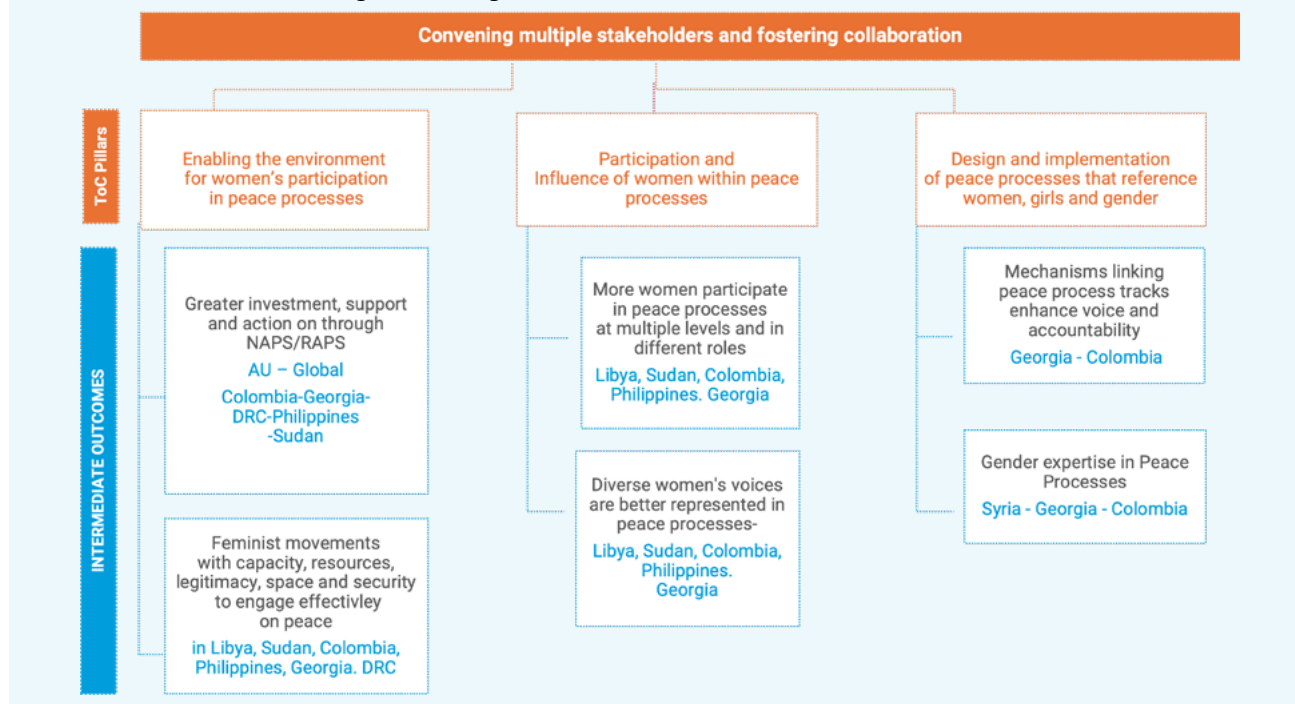 Convening multiple stakeholders and fostering collaboration
ToC Pillars
Enabling the environment
for women's participation
in peace processes
Participation and
Influence of women within peace
processes
Design and implementation
of peace processes that reference
women, girls and gender
INTERMEDIATE OUTCOMES
Greater investment, support
and action on through
NAPS/RAPS
AU – Global
Colombia-Georgia-
DRC-Philippines
-Sudan
Feminist movements
with capacity, resources,
legitimacy, space and security
to engage effectivley
on peace
in Libya, Sudan, Colombia,
Philippines, Georgia. DRC
More women participate
in peace processes
at multiple levels and in
different roles
Libya, Sudan, Colombia,
Philippines. Georgia
Diverse women's voices
are better represented in
peace processes-
Libya, Sudan, Colombia,
Philippines.
Georgia
Mechanisms linking
peace process tracks
enhance voice and
accountability
Georgia - Colombia
Gender expertise in Peace
Processes
Syria - Georgia - Colombia